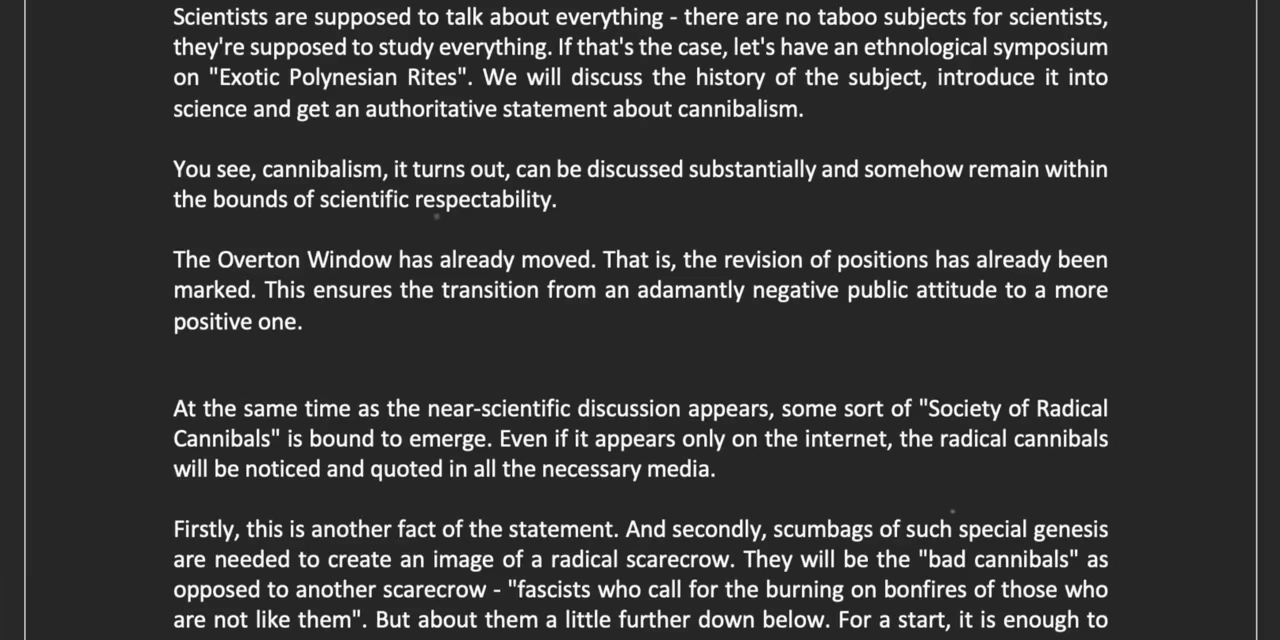 Scientists are supposed to talk about everything - there are no taboo subjects for scientists,
they're supposed to study everything. If that's the case, let's have an ethnological symposium
on "Exotic Polynesian Rites". We will discuss the history of the subject, introduce it into
science and get an authoritative statement about cannibalism.
You see, cannibalism, it turns out, can be discussed substantially and somehow remain within
the bounds of scientific respectability.
The Overton Window has already moved. That is, the revision of positions has already been
marked. This ensures the transition from an adamantly negative public attitude to a more
positive one.
At the same time as the near-scientific discussion appears, some sort of "Society of Radical
Cannibals" is bound to emerge. Even if it appears only on the internet, the radical cannibals
will be noticed and quoted in all the necessary media.
Firstly, this is another fact of the statement. And secondly, scumbags of such special genesis
are needed to create an image of a radical scarecrow. They will be the "bad cannibals" as
opposed to another scarecrow - "fascists who call for the burning on bonfires of those who
are not like them". But about them a little further down below. For a start, it is enough to